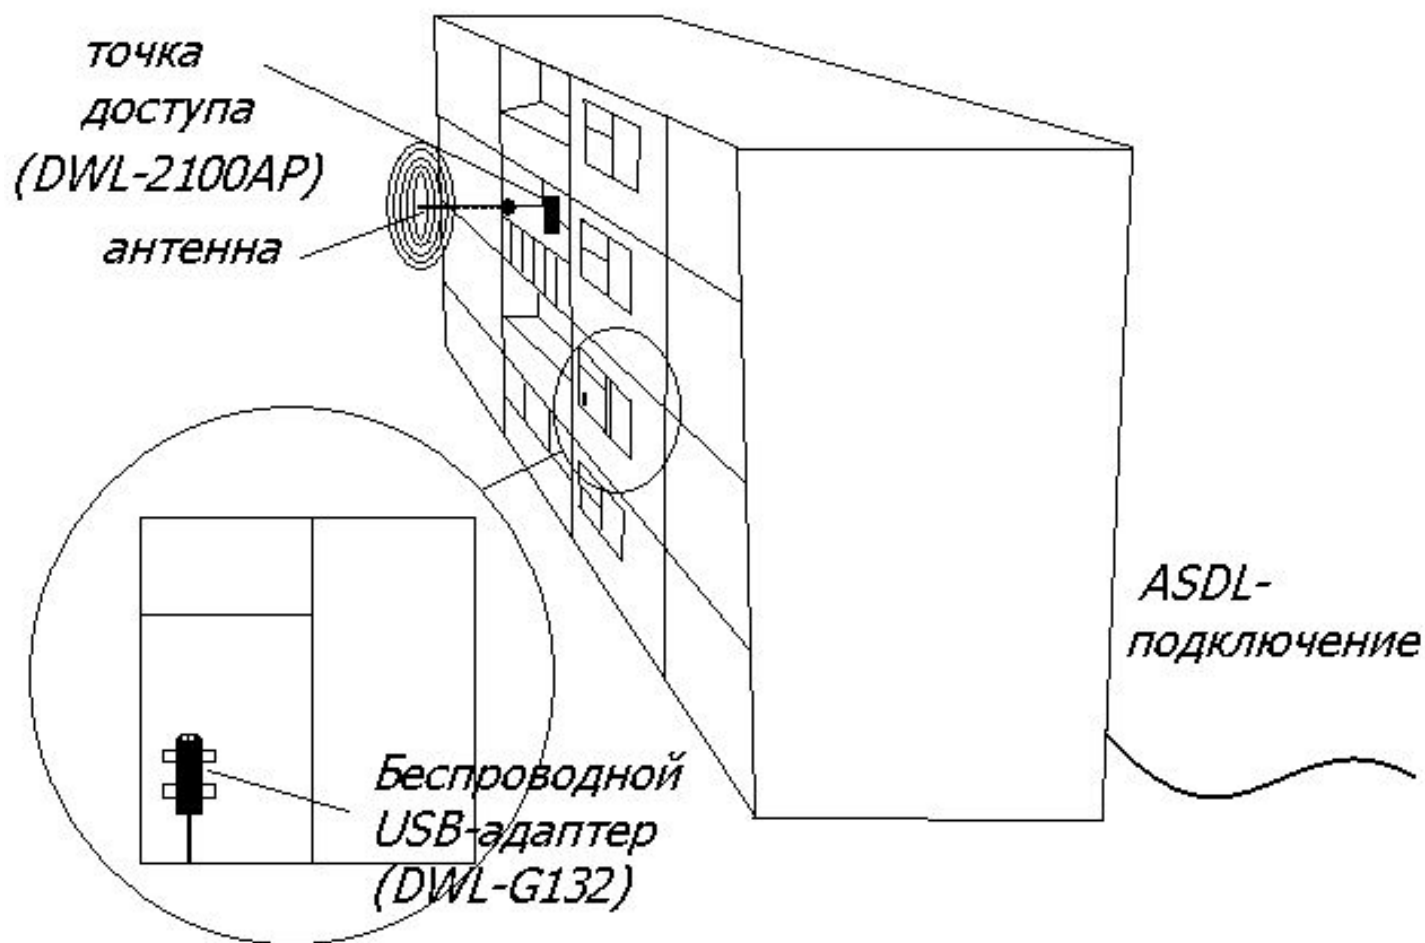 точка
доступа
(DWL-2100AP)
антенна
ASDL-
подключение
Беспроводной
USB-адаптер
(DWL-G132)